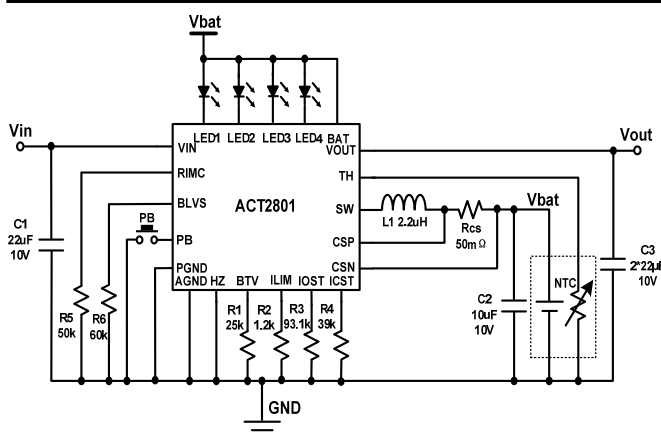 Vbat
LED1 LED2 LED3 LED4 BAT
Vin
VIN
VOUT
Vout
RIMC
TH
BLVS
ACT2801
SW
L1 2.2uH
Rcs
50mΩ
Vbat
C1
22uF
10V
PB
PB
CSP
CSN
PGND
AGND HZ BTV ILIM IOST ICST
NTC
C3
2*22µF
10V
R5
50k
R6
60k
R1
25k
R2
1.2k
R3
93.1k
R4
39k
C2
10uF
10V
GND